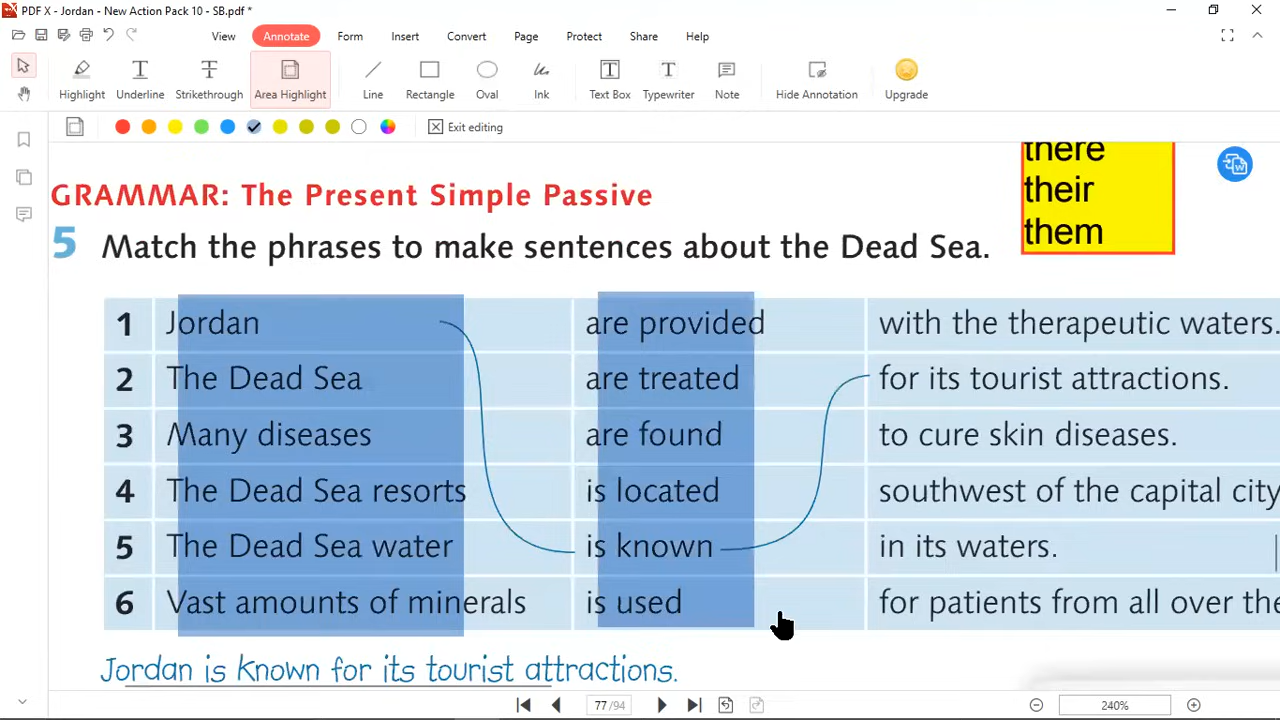 PDF X - Jordan - New Action Pack 10 - SB.pdf *
View Annotate Form Insert Convert Page Protect Share Help
Highlight Underline Strikethrough Area Highlight Line Rectangle Oval Ink Text Box Typewriter Note Hide Annotation Upgrade
Exit editing
there
their
them
GRAMMAR: The Present Simple Passive
5 Match the phrases to make sentences about the Dead Sea.
1 Jordan are provided with the therapeutic waters.
2 The Dead Sea are treated for its tourist attractions.
3 Many diseases are found to cure skin diseases.
4 The Dead Sea resorts is located southwest of the capital city
5 The Dead Sea water is known in its waters.
6 Vast amounts of minerals is used for patients from all over the
Jordan is known for its tourist attractions.
77 /94
240%